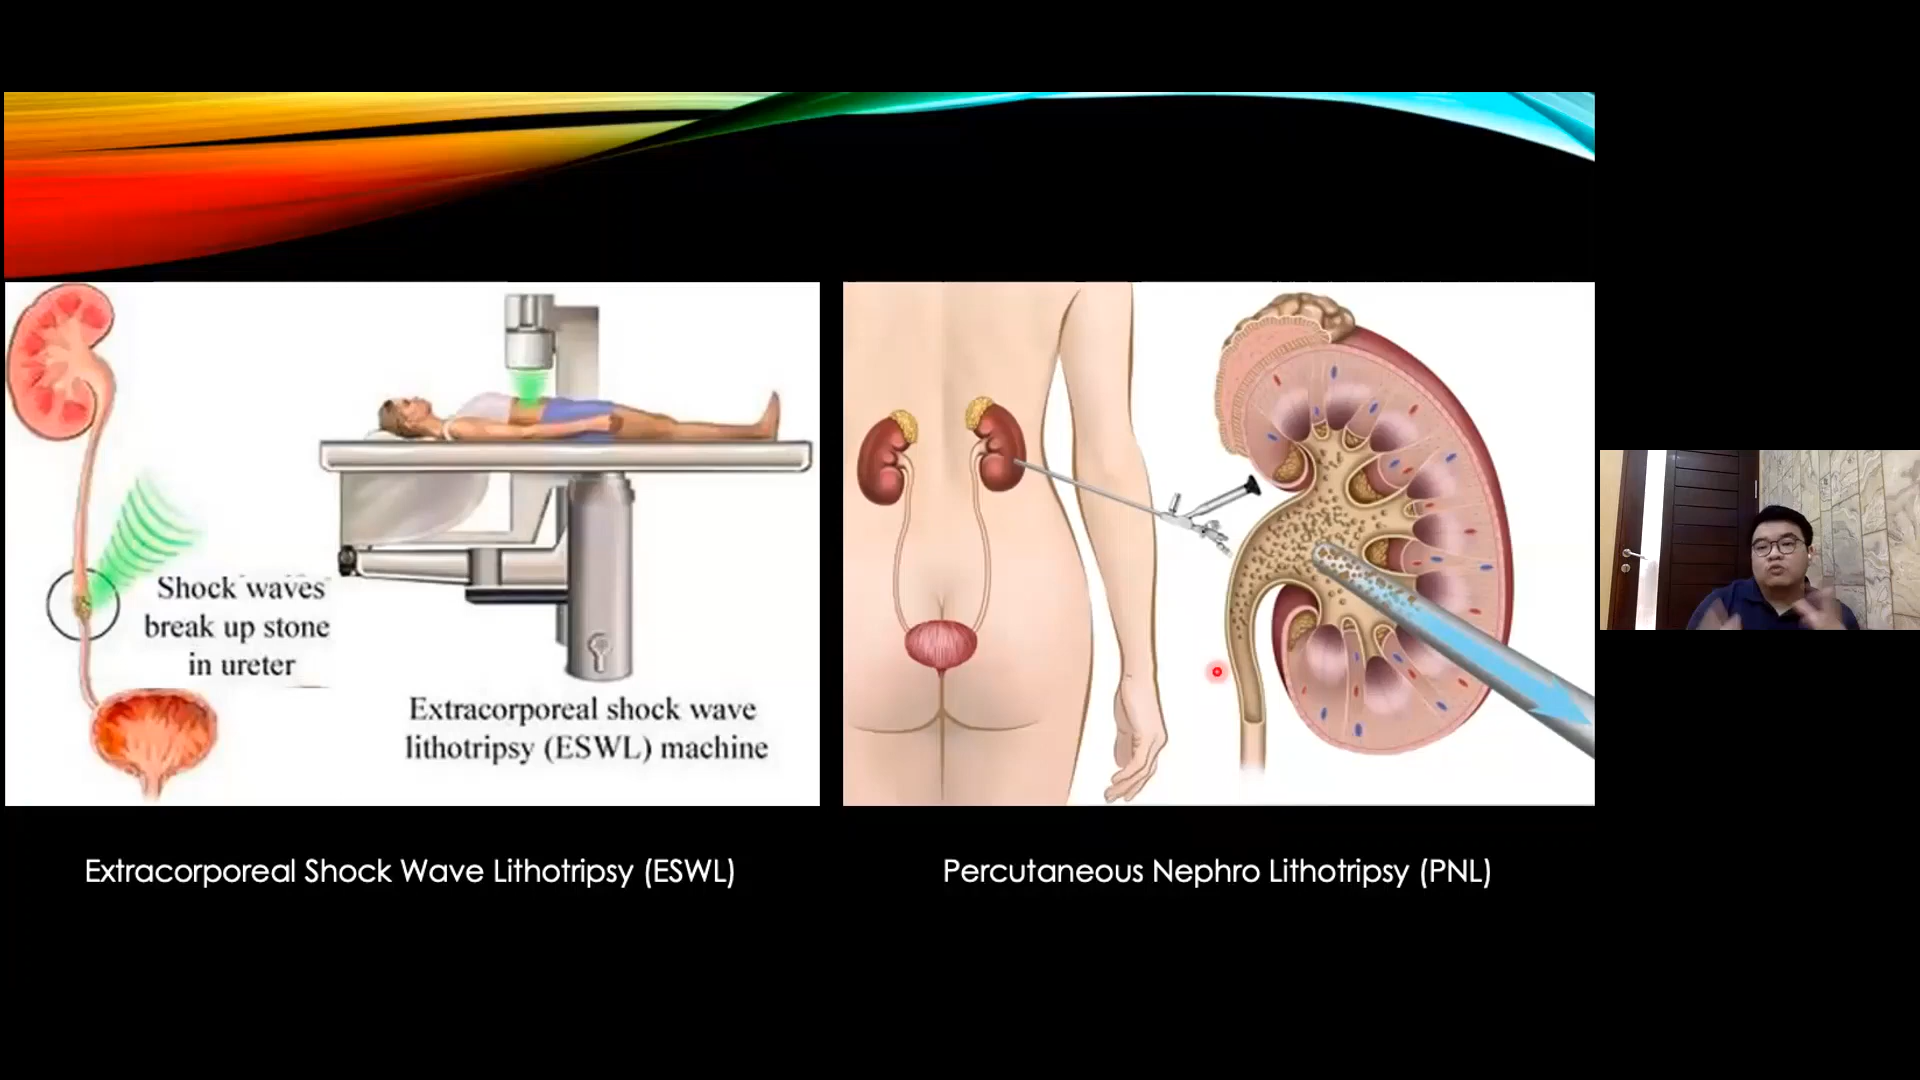 Shock waves
break up stone
in ureter
Extracorporeal shock wave
lithotripsy (ESWL) machine
Extracorporeal Shock Wave Lithotripsy (ESWL)
Percutaneous Nephro Lithotripsy (PNL)